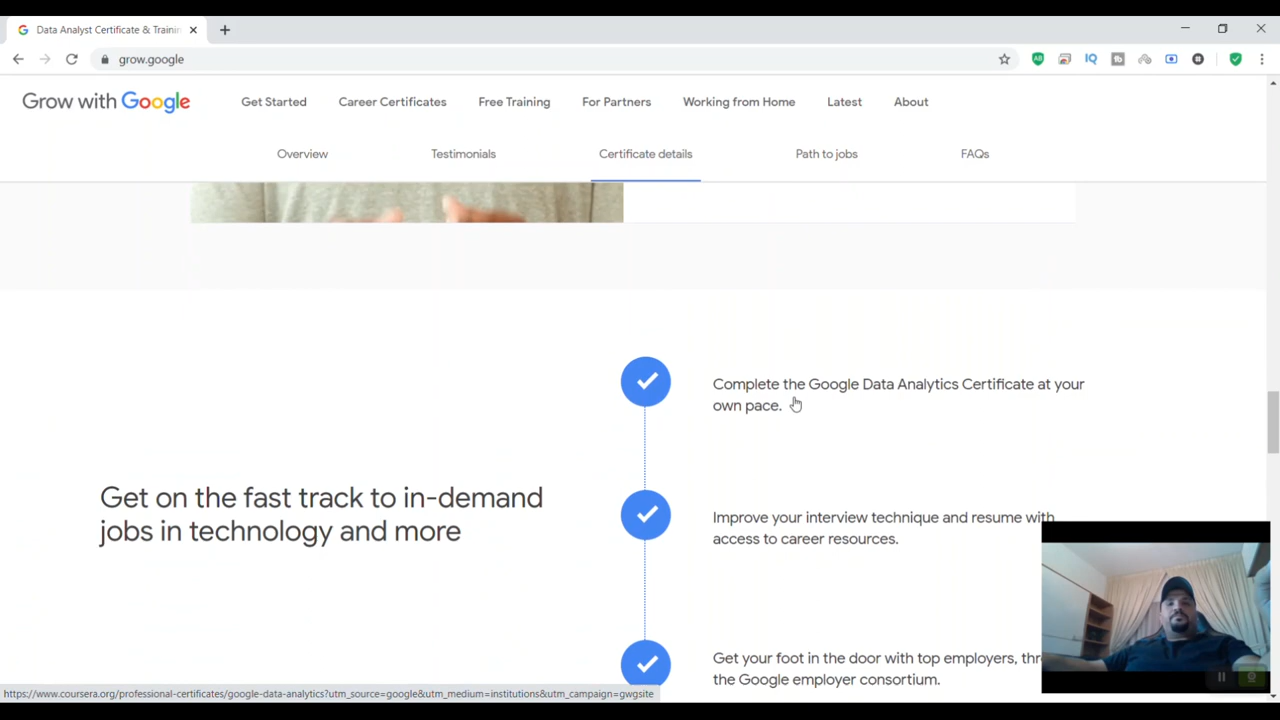 Data Analyst Certificate & Trainin
grow.google
Grow with Google
Get Started
Career Certificates
Free Training
For Partners
Working from Home
Latest
About
Overview
Testimonials
Certificate details
Path to jobs
FAQs
Complete the Google Data Analytics Certificate at your
own pace.
Get on the fast track to in-demand
jobs in technology and more
Improve your interview technique and resume with
access to career resources.
Get your foot in the door with top employers,
the Google employer consortium.
https://www.coursera.org/professional-certificates/google-data-analytics?utm_source=google&utm_medium=institutions&utm_campaign=gwgsite